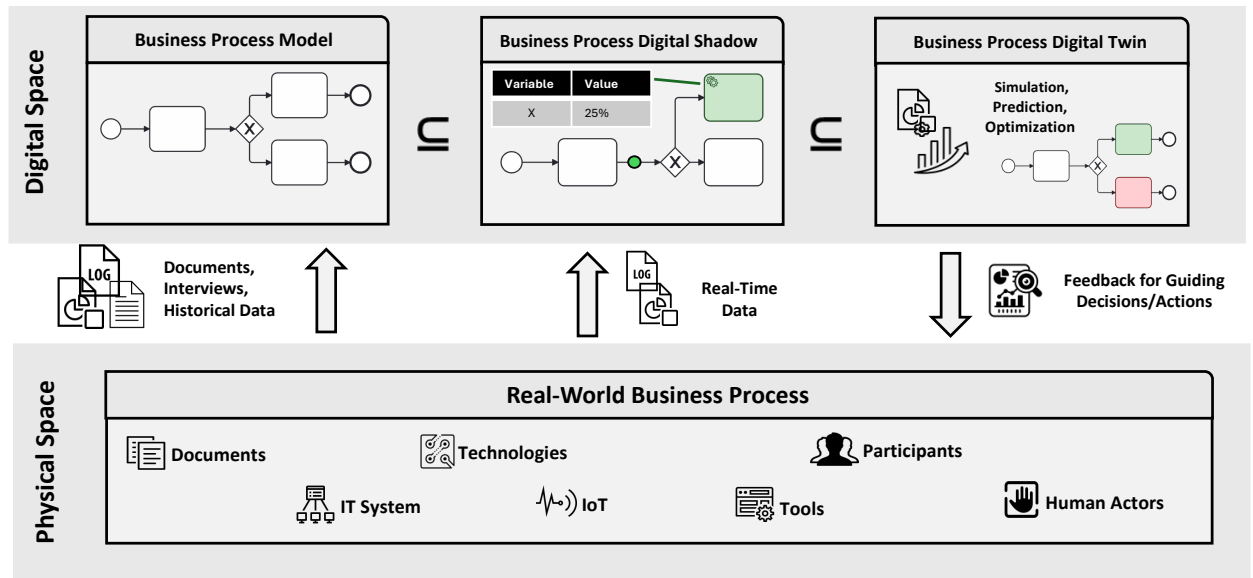 Digital Space
Business Process Model
X
⊆
Business Process Digital Shadow
Variable Value
X 25%
X
⊆
Business Process Digital Twin
Simulation,
Prediction,
Optimization
X
LOG
Documents,
Interviews,
Historical Data
LOG
Real-Time
Data
Feedback for Guiding
Decisions/Actions
Physical Space
Real-World Business Process
Documents
Technologies
Participants
IT System
IoT
Tools
Human Actors